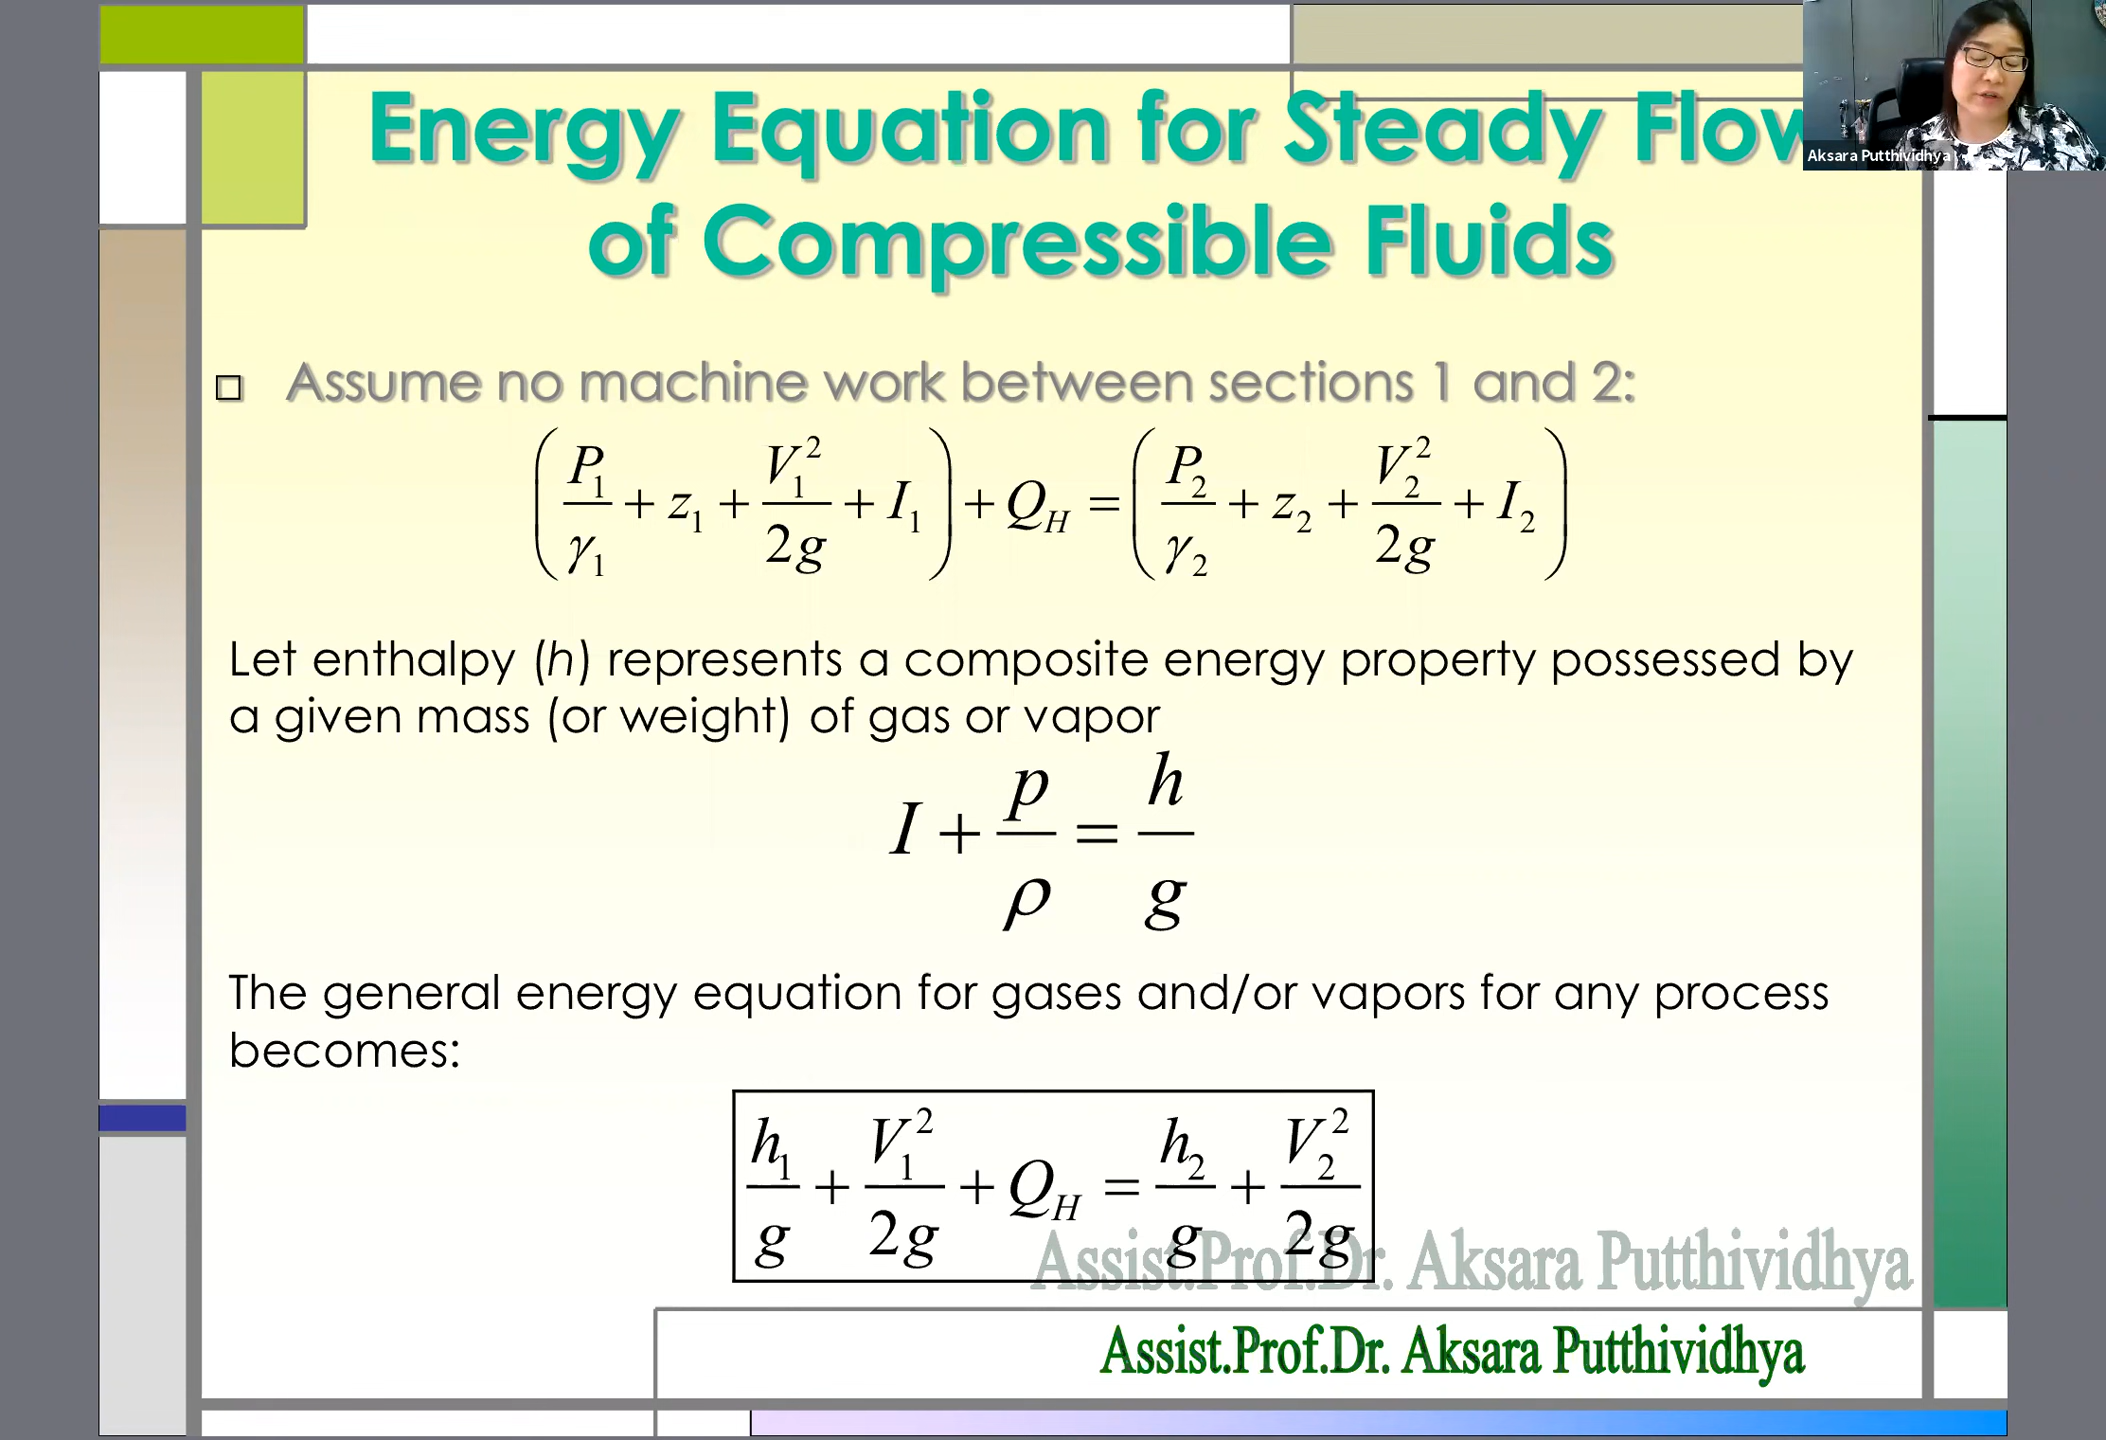 Energy Equation for Steady Flow
Aksara Putthividhya
of Compressible Fluids
□ Assume no machine work between sections 1 and 2:
(P₁/γ₁ + z₁ + V₁²/2g + I₁) + Q_H = (P₂/γ₂ + z₂ + V₂²/2g + I₂)
Let enthalpy (h) represents a composite energy property possessed by
a given mass (or weight) of gas or vapor
I + p/ρ = h/g
The general energy equation for gases and/or vapors for any process
becomes:
h₁/g + V₁²/2g + Q_H = h₂/g + V₂²/2g
Assist.Prof.Dr. Aksara Putthividhya
Assist.Prof.Dr. Aksara Putthividhya